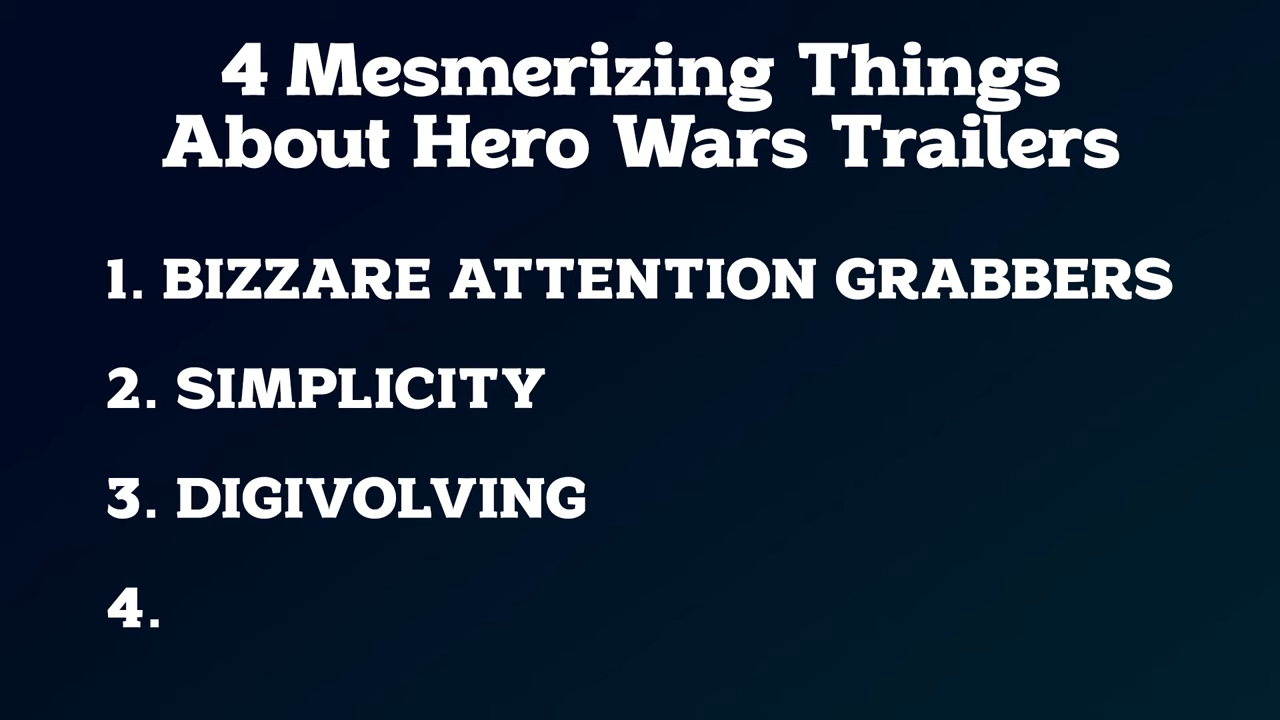 4 Mesmerizing Things
About Hero Wars Trailers
1. BIZZARE ATTENTION GRABBERS
2. SIMPLICITY
3. DIGIVOLVING
4.